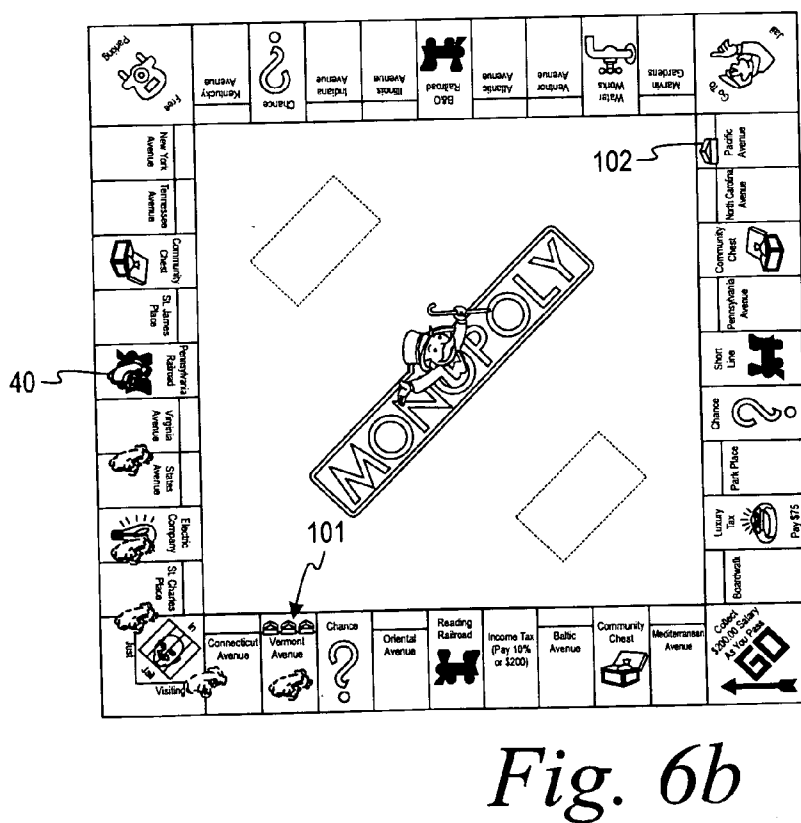 Free
Parking
Kentucky
Avenue
Chance
Indiana
Avenue
Illinois
Avenue
B&O
Railroad
Atlantic
Avenue
Ventnor
Avenue
Water
Works
Marvin
Gardens
Go To
Jail
New York
Avenue
Tennessee
Avenue
Community
Chest
St. James
Place
Pennsylvania
Railroad
40
Virginia
Avenue
States
Avenue
Electric
Company
St. Charles
Place
102
Pacific
Avenue
North Carolina
Avenue
Community
Chest
Pennsylvania
Avenue
Short
Line
Chance
Park Place
Luxury
Tax
Pay $75
Boardwalk
MONOPOLY
101
In
Jail
Just
Visiting
Connecticut
Avenue
Vermont
Avenue
Chance
Oriental
Avenue
Reading
Railroad
Income Tax
(Pay 10%
or $200)
Baltic
Avenue
Community
Chest
Mediterranean
Avenue
Collect
$200.00 Salary
As You Pass
GO
Fig. 6b